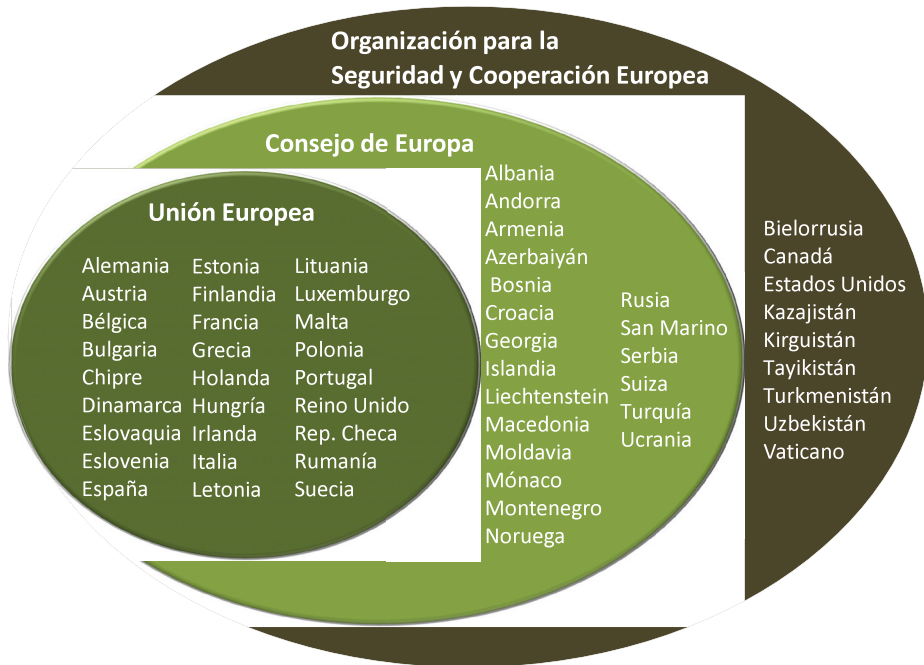 Organización para la
Seguridad y Cooperación Europea
Consejo de Europa
Unión Europea
Alemania
Austria
Bélgica
Bulgaria
Chipre
Dinamarca
Eslovaquia
Eslovenia
España
Estonia
Finlandia
Francia
Grecia
Holanda
Hungría
Irlanda
Italia
Letonia
Lituania
Luxemburgo
Malta
Polonia
Portugal
Reino Unido
Rep. Checa
Rumanía
Suecia
Albania
Andorra
Armenia
Azerbaiyán
Bosnia
Croacia
Georgia
Islandia
Liechtenstein
Macedonia
Moldavia
Mónaco
Montenegro
Noruega
Rusia
San Marino
Serbia
Suiza
Turquía
Ucrania
Bielorrusia
Canadá
Estados Unidos
Kazajistán
Kirguistán
Tayikistán
Turkmenistán
Uzbekistán
Vaticano